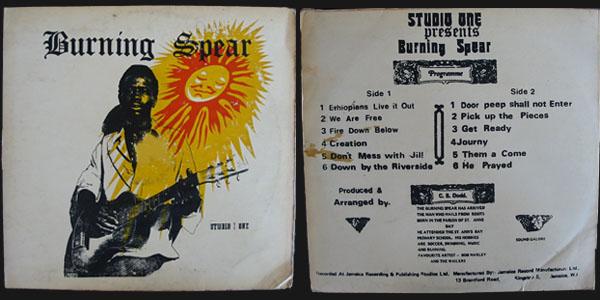 Burning Spear
STUDIO ONE
STUDIO ONE
presents
Burning Spear
Programme
Side 1
1 Erhiopians Live it Out
2 We Are Free
3 Fire Down Below
4 Creation
5 Don't Mess with Jill
6 Down by the Riverside
Side 2
1 Door peep shall not Enter
2 Pick up the Pieces
3 Get Ready
4 Journy
5 Them a Come
6 He Prayed
Produced &
Arranged by.
C. S. Dodd.
THE BURNING SPEAR HAS ARRIVED
THE MAN WHO HAILS FROM ROOTS
BORN IN THE PARISH OF ST. ANNS
BAY
HE ATTENDED THE ST. ANN'S BAY
PRIMARY SCHOOL. HIS HOBBIES
ARE SOCCER, SWIMMING, MUSIC
AND RUNNING.
FAVOURITE ARTIST - BOB MARLEY
AND THE WAILERS
SOUND GALORE
Recorded At Jamaica Recording & Publishing Studios Ltd. Manufactured By: Jamaica Record Manufacturer Ltd.
13 Brentford Road, Kingston 5, Jamaica, W.I